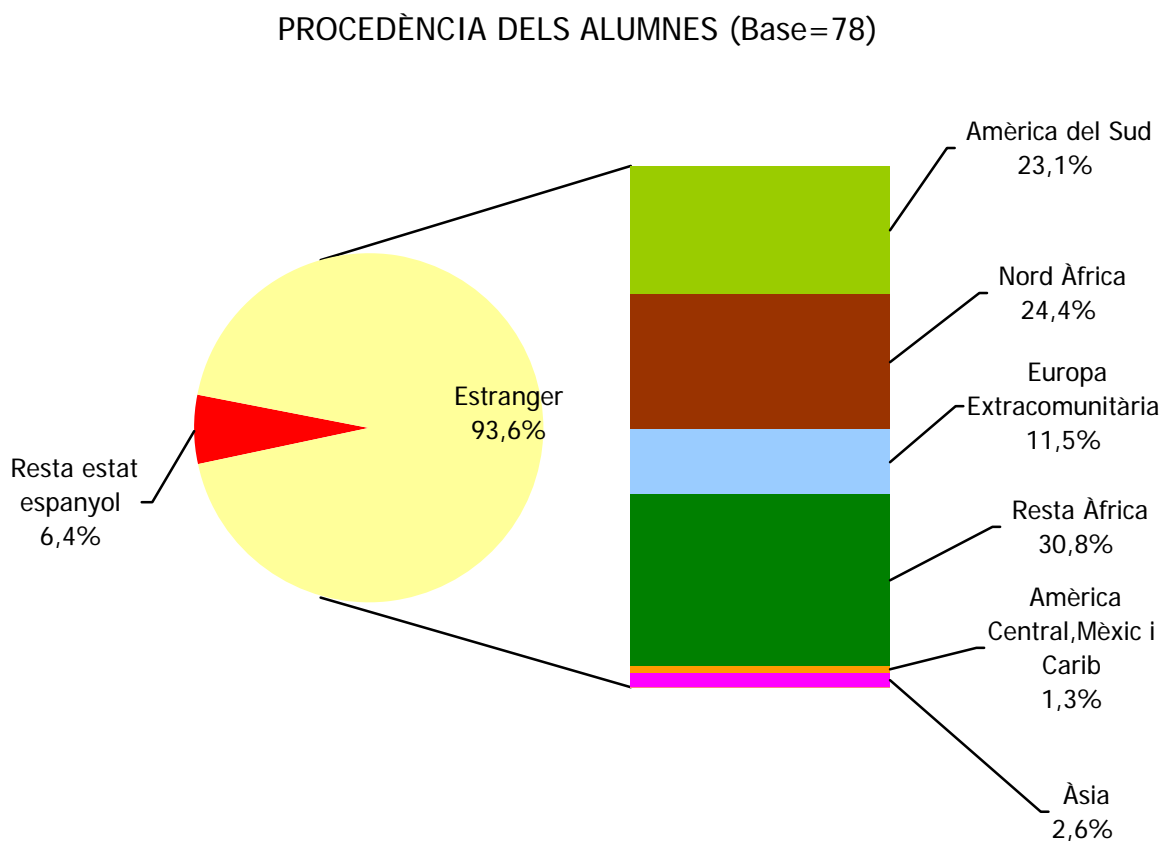 PROCEDÈNCIA DELS ALUMNES (Base=78)
Amèrica del Sud
23,1%
Nord Àfrica
24,4%
Europa
Extracomunitària
11,5%
Estranger
93,6%
Resta estat
espanyol
6,4%
Resta Àfrica
30,8%
Amèrica
Central,Mèxic i
Carib
1,3%
Àsia
2,6%